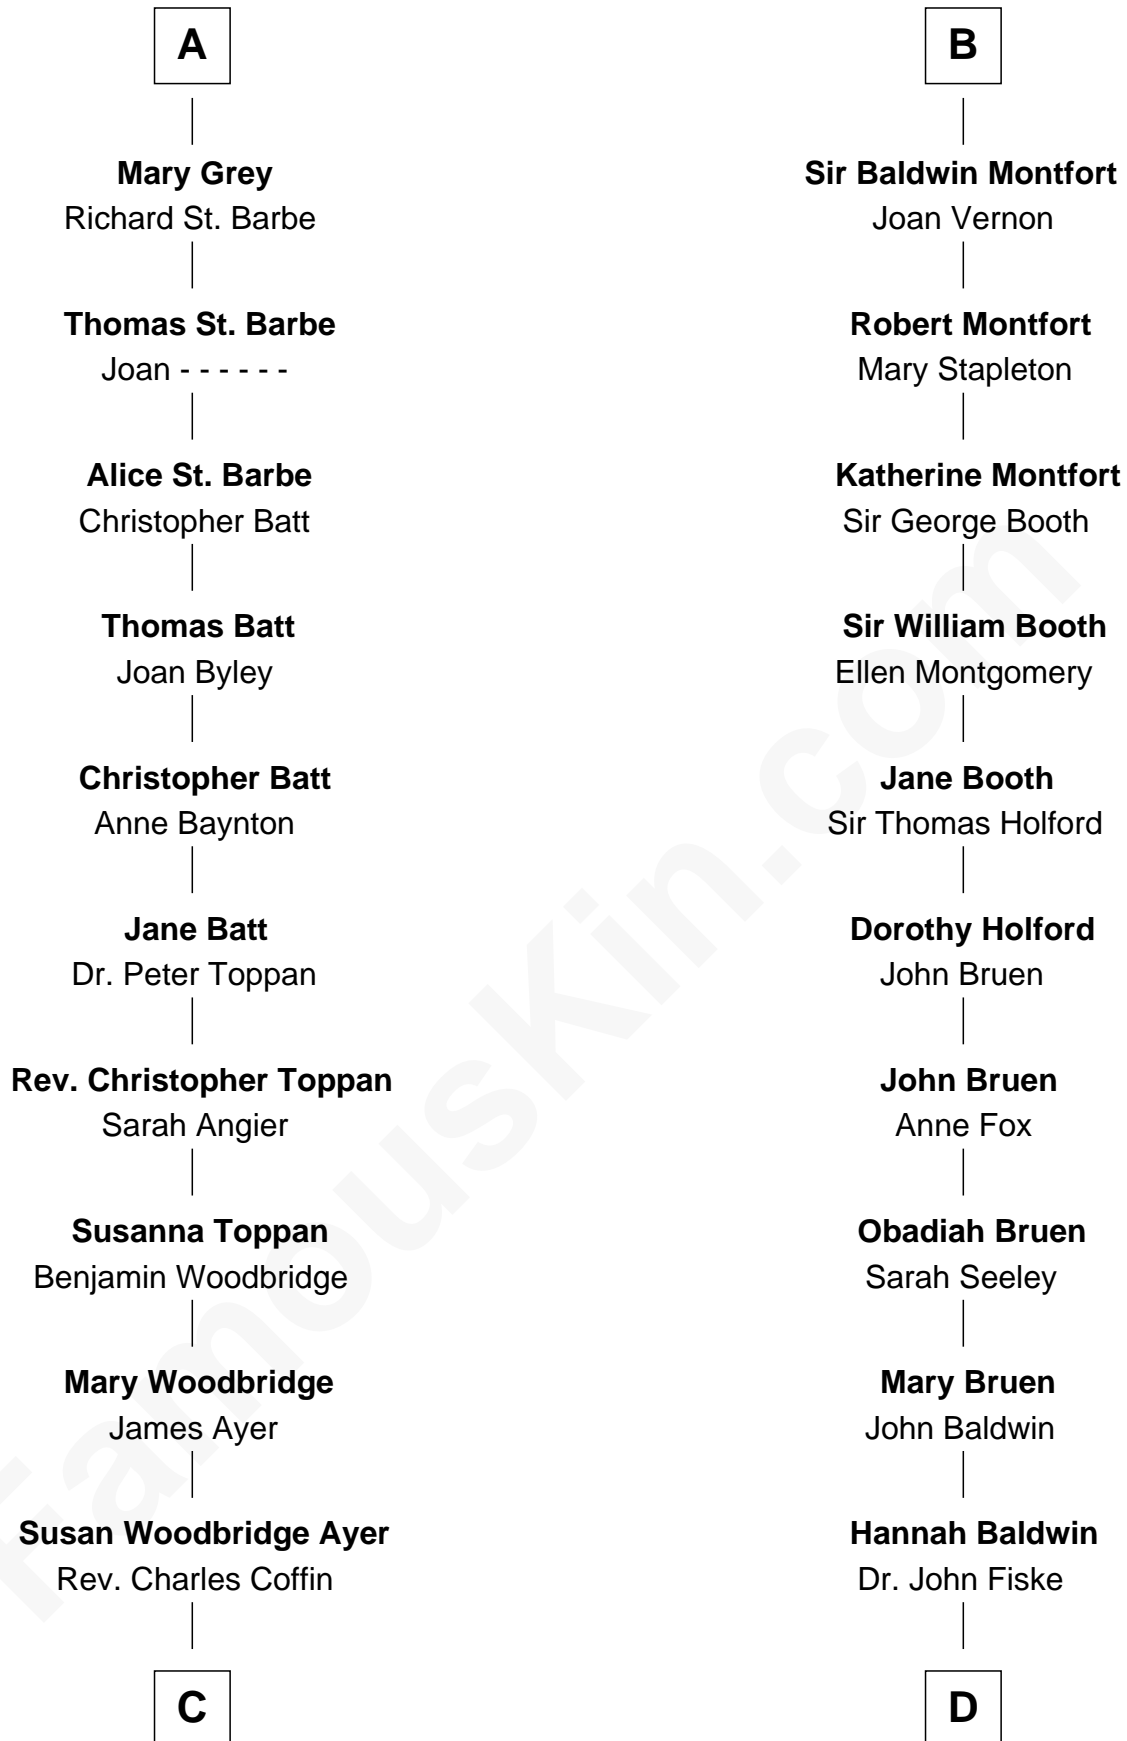 A
Mary Grey
Richard St. Barbe
Thomas St. Barbe
Joan - - - - - -
Alice St. Barbe
Christopher Batt
Thomas Batt
Joan Byley
Christopher Batt
Anne Baynton
Jane Batt
Dr. Peter Toppan
Rev. Christopher Toppan
Sarah Angier
Susanna Toppan
Benjamin Woodbridge
Mary Woodbridge
James Ayer
Susan Woodbridge Ayer
Rev. Charles Coffin
C
B
Sir Baldwin Montfort
Joan Vernon
Robert Montfort
Mary Stapleton
Katherine Montfort
Sir George Booth
Sir William Booth
Ellen Montgomery
Jane Booth
Sir Thomas Holford
Dorothy Holford
John Bruen
John Bruen
Anne Fox
Obadiah Bruen
Sarah Seeley
Mary Bruen
John Baldwin
Hannah Baldwin
Dr. John Fiske
D
FamousKin.com